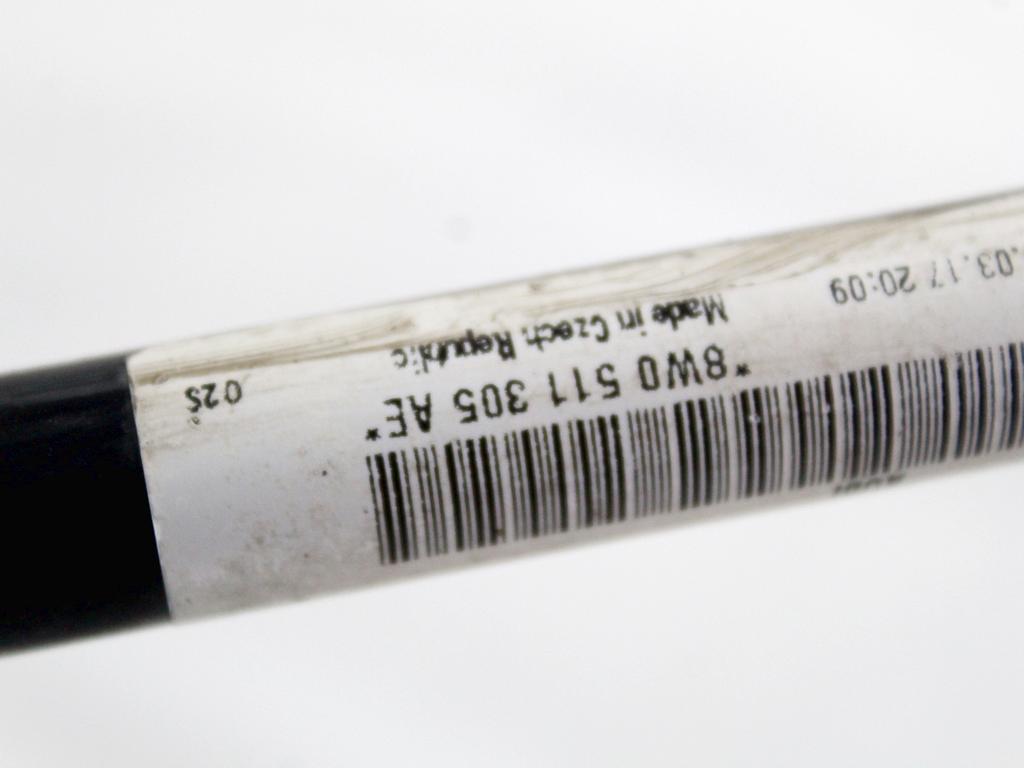 *8W0 511 305 AE*
Made in Czech Republic
.03.17 20:09
025